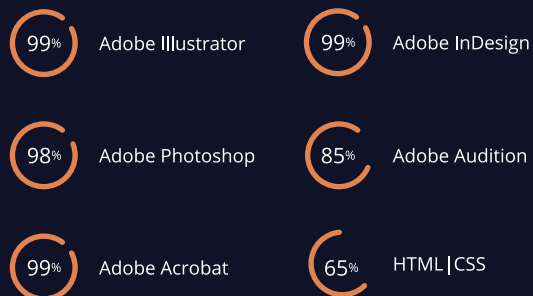 99% Adobe Illustrator
99% Adobe InDesign
98% Adobe Photoshop
85% Adobe Audition
99% Adobe Acrobat
65% HTML|CSS